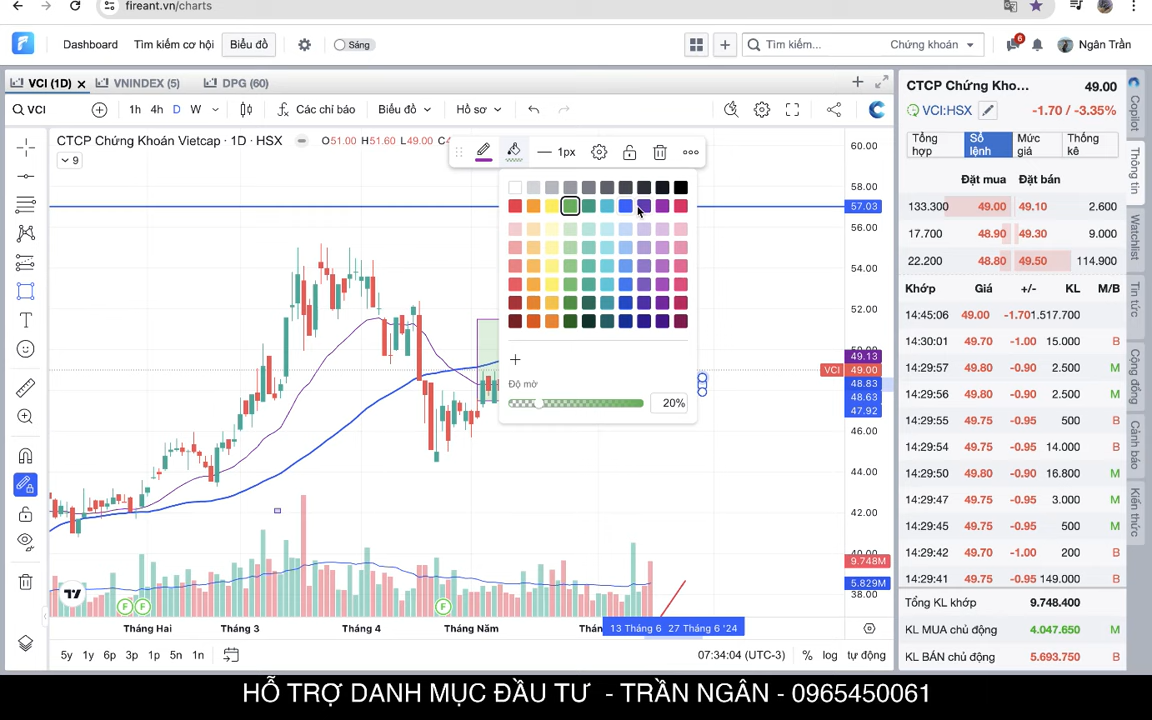 fireant.vn/charts
Dashboard Tìm kiếm cơ hội Biểu đồ Sáng
Tìm kiếm... Chứng khoán 6 Ngân Trần
VCI (1D) VNINDEX (5) DPG (60)
VCI 1h 4h D W Các chỉ báo Biểu đồ Hồ sơ
CTCP Chứng Khoán Vietcap · 1D · HSX O51.00 H51.60 L49.00
9
1px
Độ mờ
20%
60.00
58.00
57.03
56.00
54.00
52.00
49.13
VCI 49.00
48.83
48.63
47.92
46.00
44.00
42.00
40.00
9.748M
5.829M
38.00
F F F
Tháng Hai Tháng 3 Tháng 4 Tháng Năm 13 Tháng 6 27 Tháng 6 '24
5y 1y 6p 3p 1p 5n 1n 07:34:04 (UTC-3) % log tự động
CTCP Chứng Kho... 49.00
VCI:HSX -1.70 / -3.35%
Tổng hợp Sổ lệnh Mức giá Thống kê
Đặt mua Đặt bán
133.300 49.00 49.10 2.600
17.700 48.90 49.30 9.000
22.200 48.80 49.50 114.900
Khớp Giá +/- KL M/B
14:45:06 49.00 -1.70 1.517.700
14:30:01 49.70 -1.00 15.000 B
14:29:57 49.80 -0.90 2.500 M
14:29:56 49.80 -0.90 2.500 M
14:29:55 49.75 -0.95 500 B
14:29:54 49.75 -0.95 14.000 B
14:29:50 49.80 -0.90 16.800 M
14:29:47 49.75 -0.95 3.000 M
14:29:45 49.75 -0.95 500 M
14:29:42 49.70 -1.00 200 B
14:29:41 49.75 -0.95 149.000 B
Tổng KL khớp 9.748.400
KL MUA chủ động 4.047.650 M
KL BÁN chủ động 5.693.750 B
Copilot
Thông tin
Watchlist
Tin tức
Cộng đồng
Cảnh báo
Kiến thức
HỖ TRỢ DANH MỤC ĐẦU TƯ - TRẦN NGÂN - 0965450061